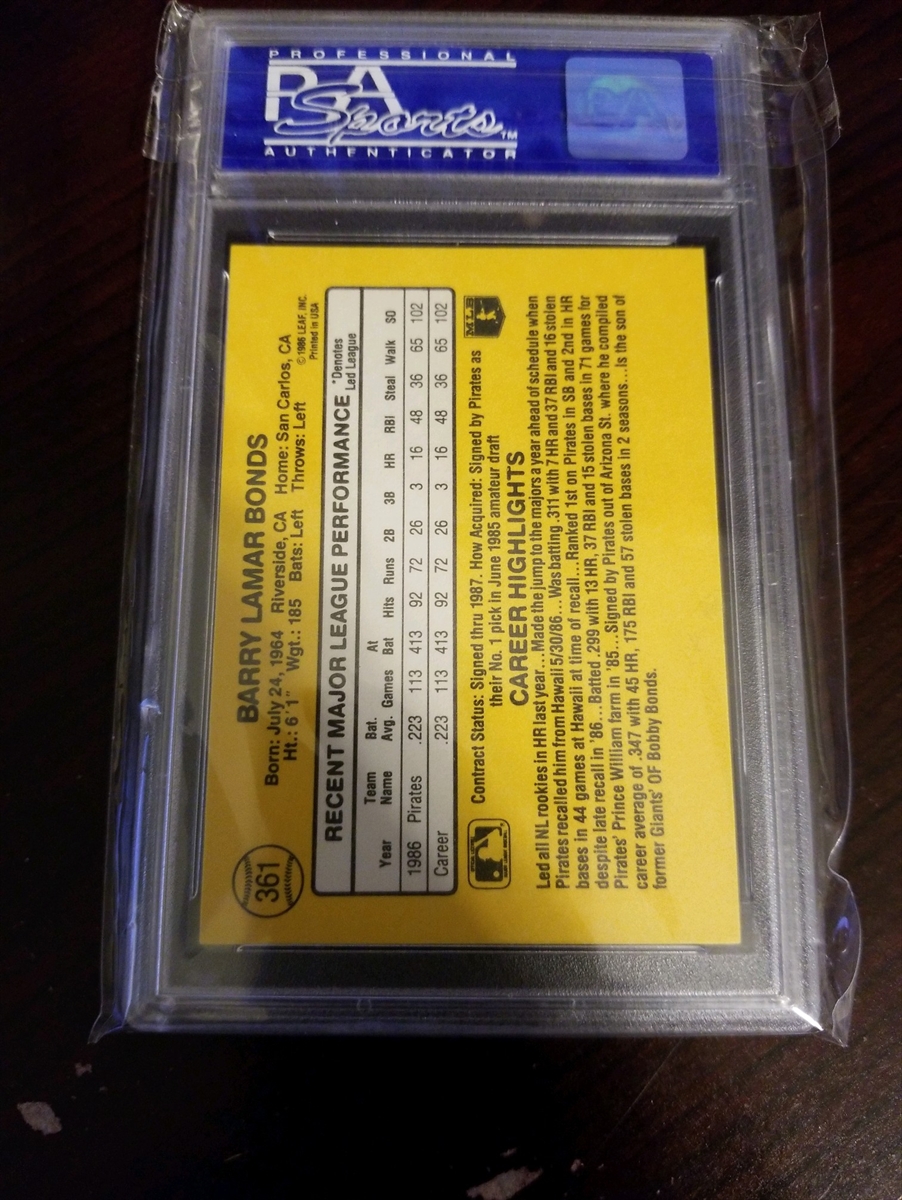 PROFESSIONAL
PSA
Sports™
AUTHENTICATOR
PSA
361
BARRY LAMAR BONDS
Born: July 24, 1964 Riverside, CA Home: San Carlos, CA
Ht.: 6'1" Wgt.: 185 Bats: Left Throws: Left
©1986 LEAF, INC.
Printed in USA
RECENT MAJOR LEAGUE PERFORMANCE
*Denotes
Led League
Year Team Name Bat. Avg. Games At Bat Hits Runs 2B 3B HR RBI Steal Walk SO
1986 Pirates .223 113 413 92 72 26 3 16 48 36 65 102
Career .223 113 413 92 72 26 3 16 48 36 65 102
Contract Status: Signed thru 1987. How Acquired: Signed by Pirates as
their No. 1 pick in June 1985 amateur draft
MLB
CAREER HIGHLIGHTS
Led all NL rookies in HR last year...Made the jump to the majors a year ahead of schedule when
Pirates recalled him from Hawaii 5/30/86...Was batting .311 with 7 HR and 37 RBI and 16 stolen
bases in 44 games at Hawaii at time of recall...Ranked 1st on Pirates in SB and 2nd in HR
despite late recall in '86...Batted .299 with 13 HR, 37 RBI and 15 stolen bases in 71 games for
Pirates' Prince William farm in '85...Signed by Pirates out of Arizona St. where he compiled
career average of .347 with 45 HR, 175 RBI and 57 stolen bases in 2 seasons...Is the son of
former Giants' OF Bobby Bonds.